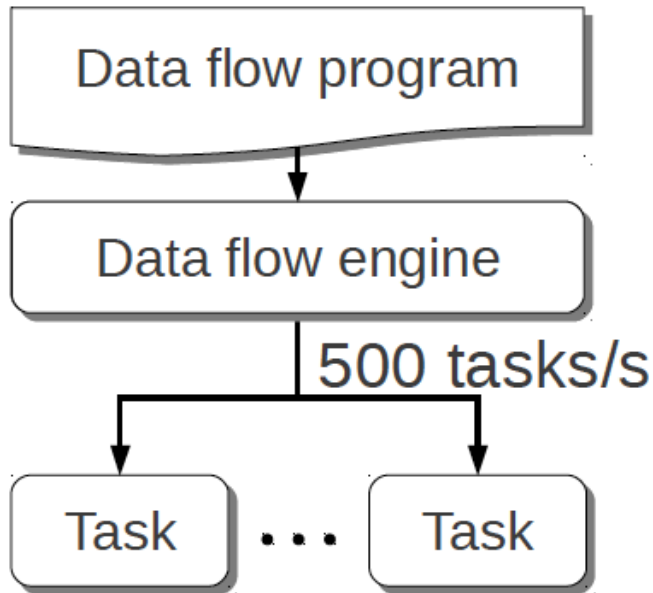 Data flow program
Data flow engine
500 tasks/s
Task
Task